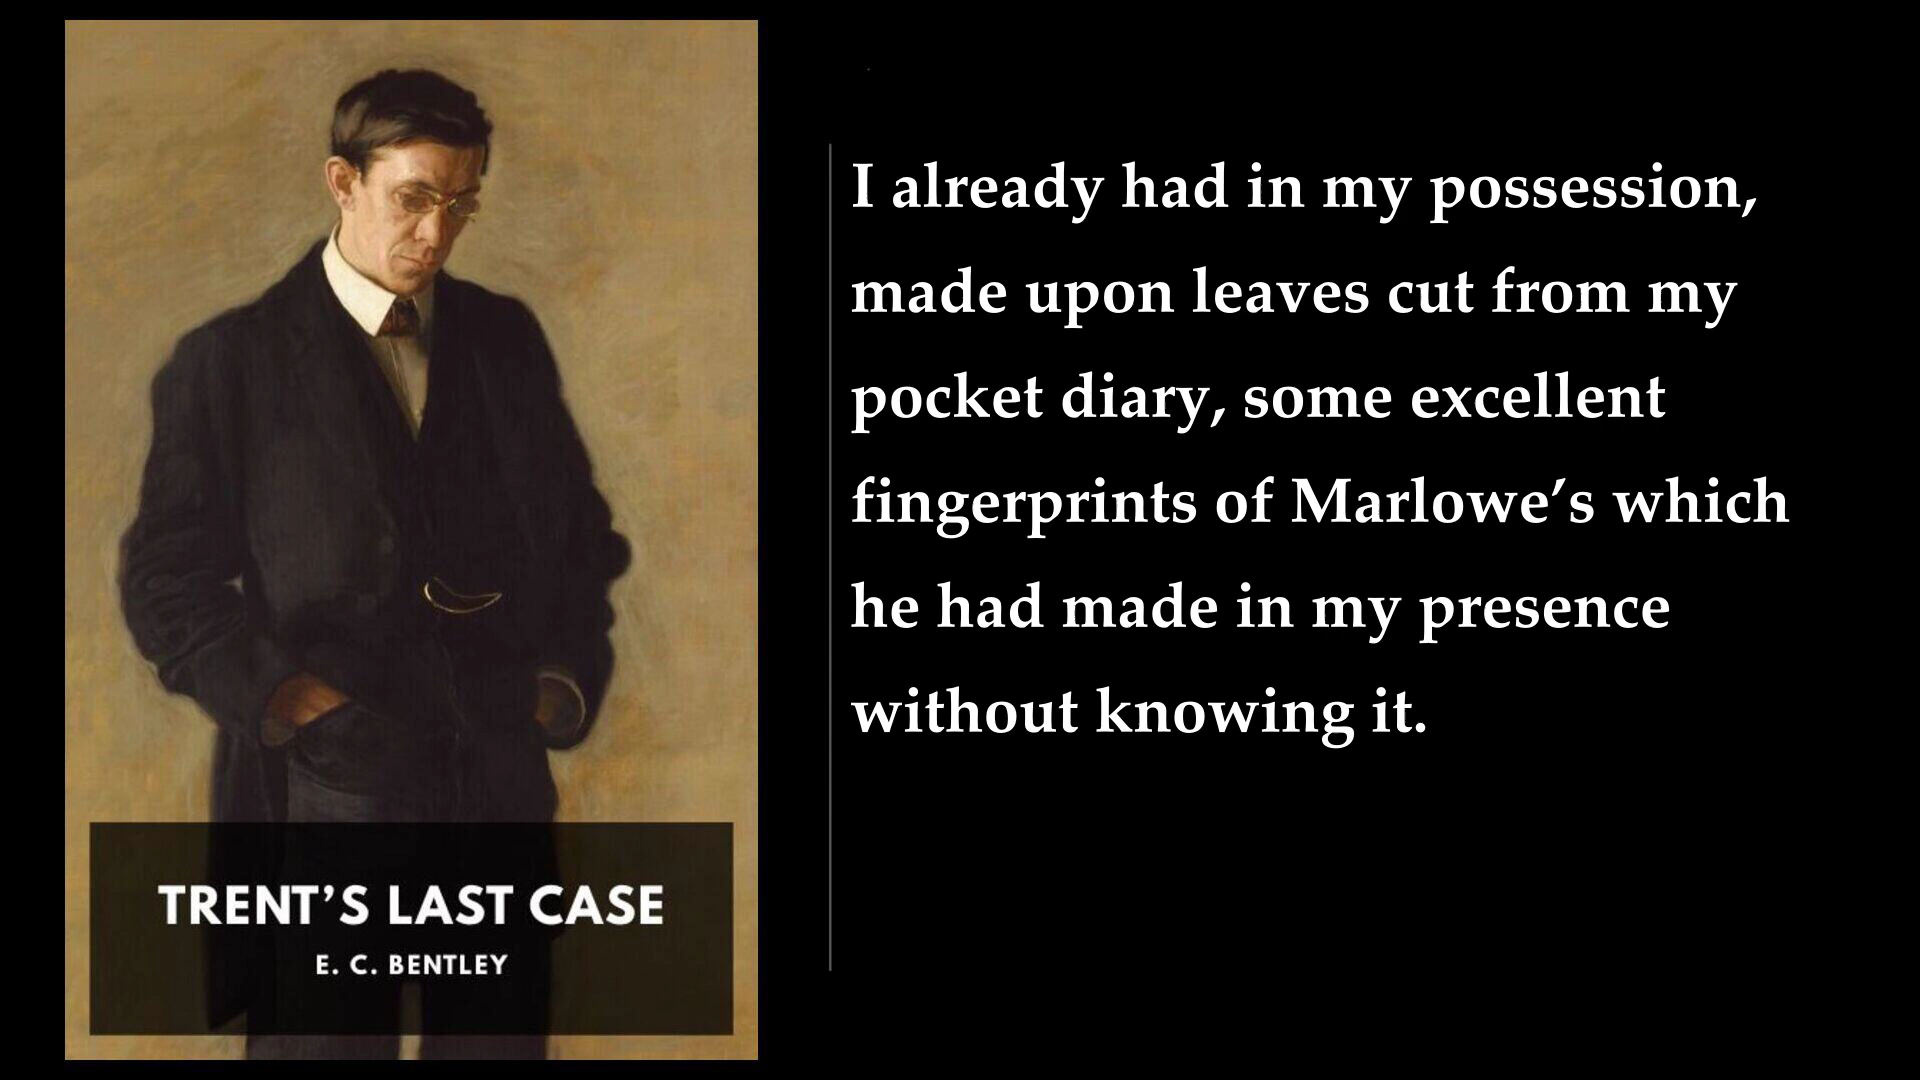 I already had in my possession,
made upon leaves cut from my
pocket diary, some excellent
fingerprints of Marlowe’s which
he had made in my presence
without knowing it.
TRENT’S LAST CASE
E. C. BENTLEY